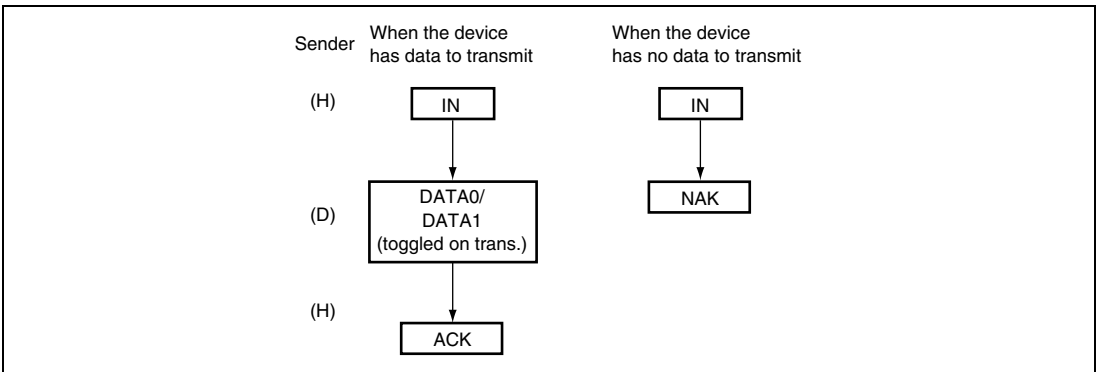 Sender
When the device
has data to transmit
When the device
has no data to transmit
(H)
IN
IN
(D)
DATA0/
DATA1
(toggled on trans.)
NAK
(H)
ACK